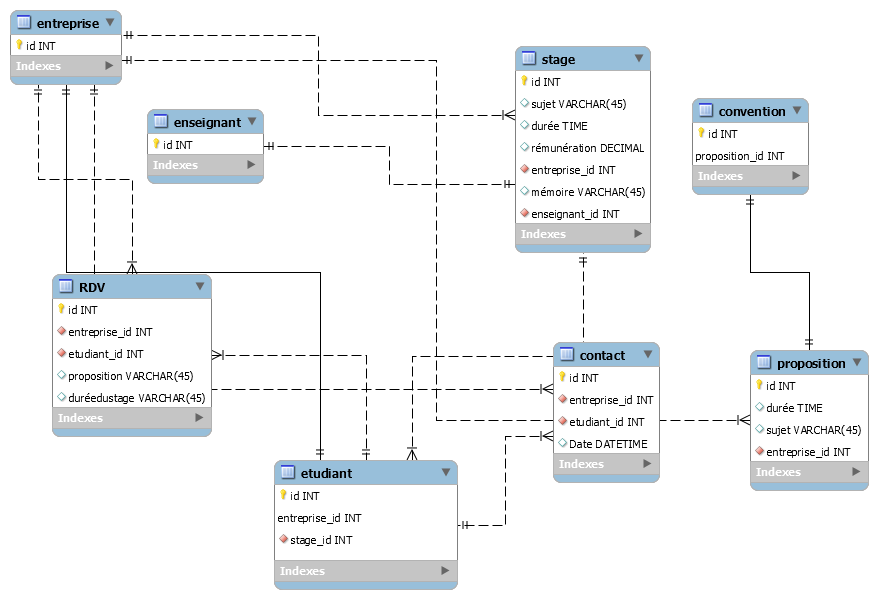 entreprise
id INT
Indexes
enseignant
id INT
Indexes
stage
id INT
sujet VARCHAR(45)
durée TIME
rémunération DECIMAL
entreprise_id INT
mémoire VARCHAR(45)
enseignant_id INT
Indexes
convention
id INT
proposition_id INT
Indexes
RDV
id INT
entreprise_id INT
etudiant_id INT
proposition VARCHAR(45)
duréedustage VARCHAR(45)
Indexes
contact
id INT
entreprise_id INT
etudiant_id INT
Date DATETIME
Indexes
proposition
id INT
durée TIME
sujet VARCHAR(45)
entreprise_id INT
Indexes
etudiant
id INT
entreprise_id INT
stage_id INT
Indexes